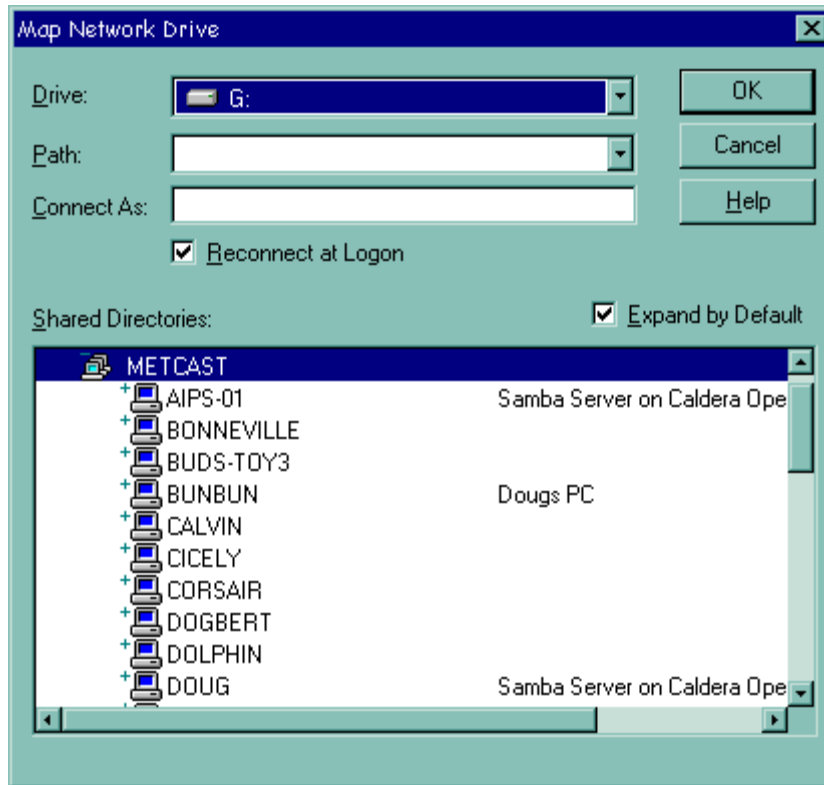 Map Network Drive
Drive: G: OK
Path: Cancel
Connect As: Help
Reconnect at Logon
Shared Directories: Expand by Default
METCAST
AIPS-01 Samba Server on Caldera Ope
BONNEVILLE
BUDS-TOY3
BUNBUN Dougs PC
CALVIN
CICELY
CORSAIR
DOGBERT
DOLPHIN
DOUG Samba Server on Caldera Ope